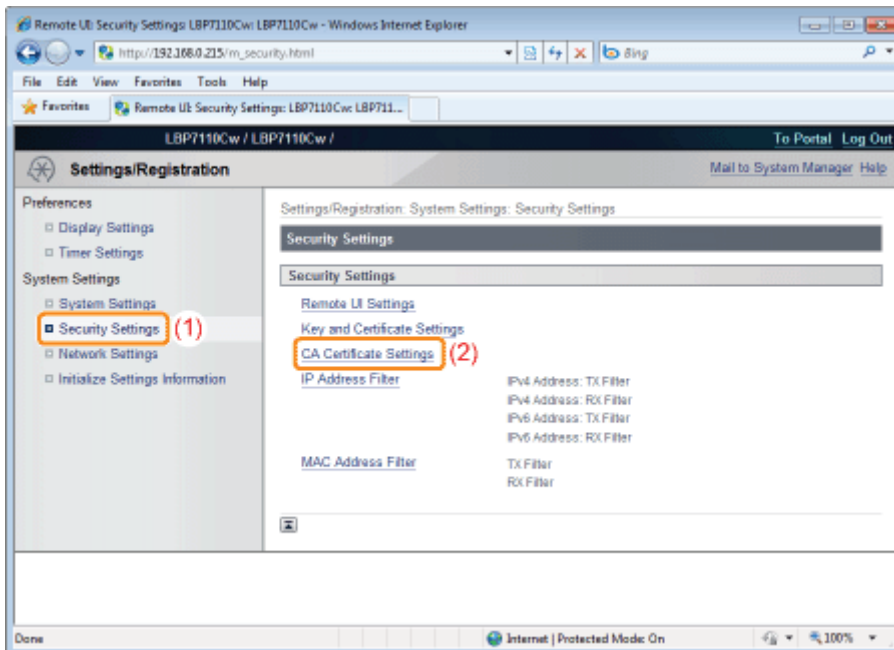 Remote UI: Security Settings: LBP7110Cw: LBP7110Cw - Windows Internet Explorer
http://192.168.0.215/m_security.html
Bing
File Edit View Favorites Tools Help
Favorites Remote UI: Security Settings: LBP7110Cw: LBP711...
LBP7110Cw / LBP7110Cw / To Portal Log Out
Settings/Registration Mail to System Manager Help
Preferences
Display Settings
Timer Settings
System Settings
System Settings
Security Settings (1)
Network Settings
Initialize Settings Information
Settings/Registration: System Settings: Security Settings
Security Settings
Security Settings
Remote UI Settings
Key and Certificate Settings
CA Certificate Settings (2)
IP Address Filter IPv4 Address: TX Filter
IPv4 Address: RX Filter
IPv6 Address: TX Filter
IPv6 Address: RX Filter
MAC Address Filter TX Filter
RX Filter
Done Internet | Protected Mode: On 100%